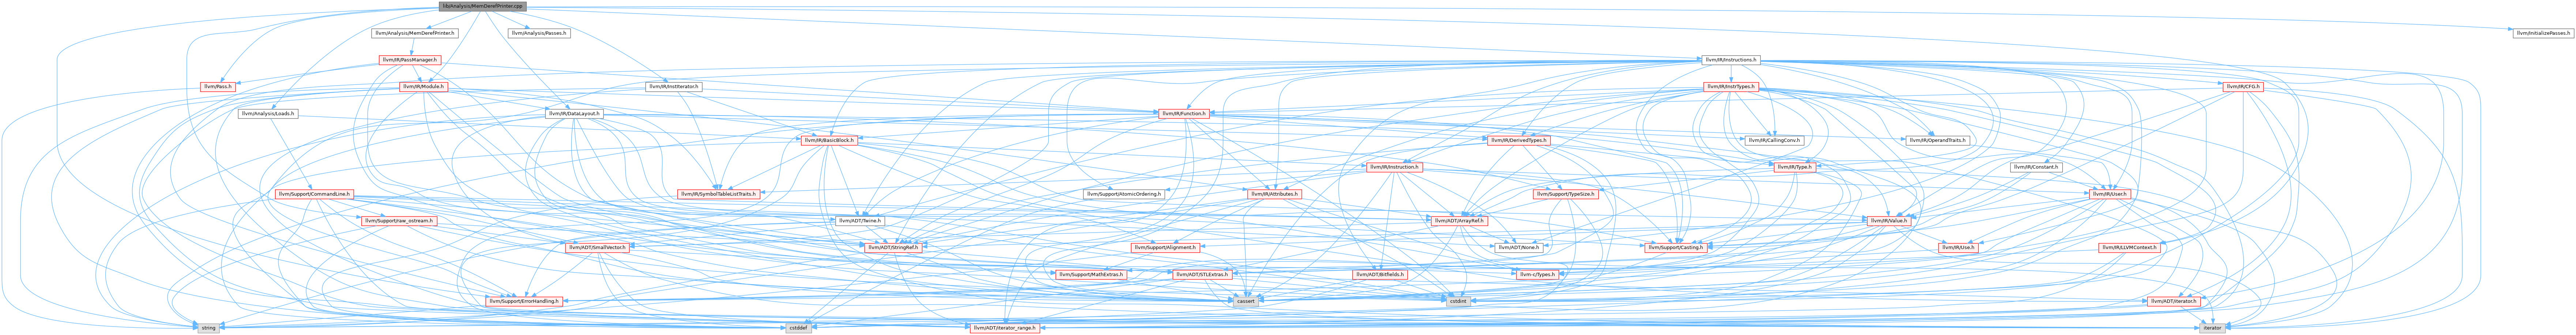 lib/Analysis/MemDerefPrinter.cpp
llvm/Analysis/MemDerefPrinter.h
llvm/Analysis/Passes.h
llvm/InitializePasses.h
llvm/IR/PassManager.h
llvm/IR/Instructions.h
llvm/Pass.h
llvm/IR/Module.h
llvm/IR/InstIterator.h
llvm/IR/InstrTypes.h
llvm/IR/CFG.h
llvm/Analysis/Loads.h
llvm/IR/DataLayout.h
llvm/IR/Function.h
llvm/IR/BasicBlock.h
llvm/IR/DerivedTypes.h
llvm/IR/CallingConv.h
llvm/IR/OperandTraits.h
llvm/IR/Instruction.h
llvm/IR/Type.h
llvm/IR/Constant.h
llvm/Support/CommandLine.h
llvm/IR/SymbolTableListTraits.h
llvm/Support/AtomicOrdering.h
llvm/IR/Attributes.h
llvm/Support/TypeSize.h
llvm/IR/User.h
llvm/Support/raw_ostream.h
llvm/ADT/Twine.h
llvm/ADT/ArrayRef.h
llvm/IR/Value.h
llvm/ADT/SmallVector.h
llvm/ADT/StringRef.h
llvm/Support/Alignment.h
llvm/ADT/None.h
llvm/Support/Casting.h
llvm/IR/Use.h
llvm/IR/LLVMContext.h
llvm/Support/MathExtras.h
llvm/ADT/STLExtras.h
llvm/ADT/Bitfields.h
llvm-c/Types.h
llvm/Support/ErrorHandling.h
cassert
cstdint
llvm/ADT/iterator.h
string
cstddef
llvm/ADT/iterator_range.h
iterator